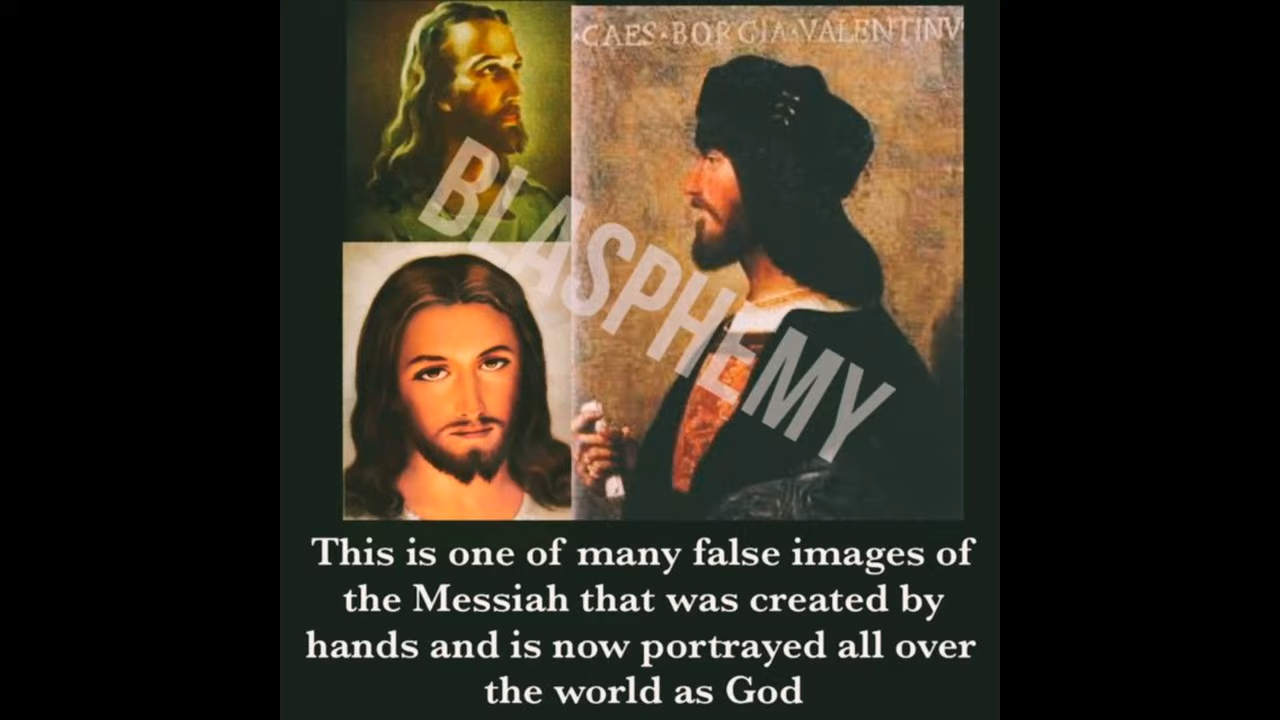 ·CAES·BORGIA·VALENTINV
BLASPHEMY
This is one of many false images of
the Messiah that was created by
hands and is now portrayed all over
the world as God